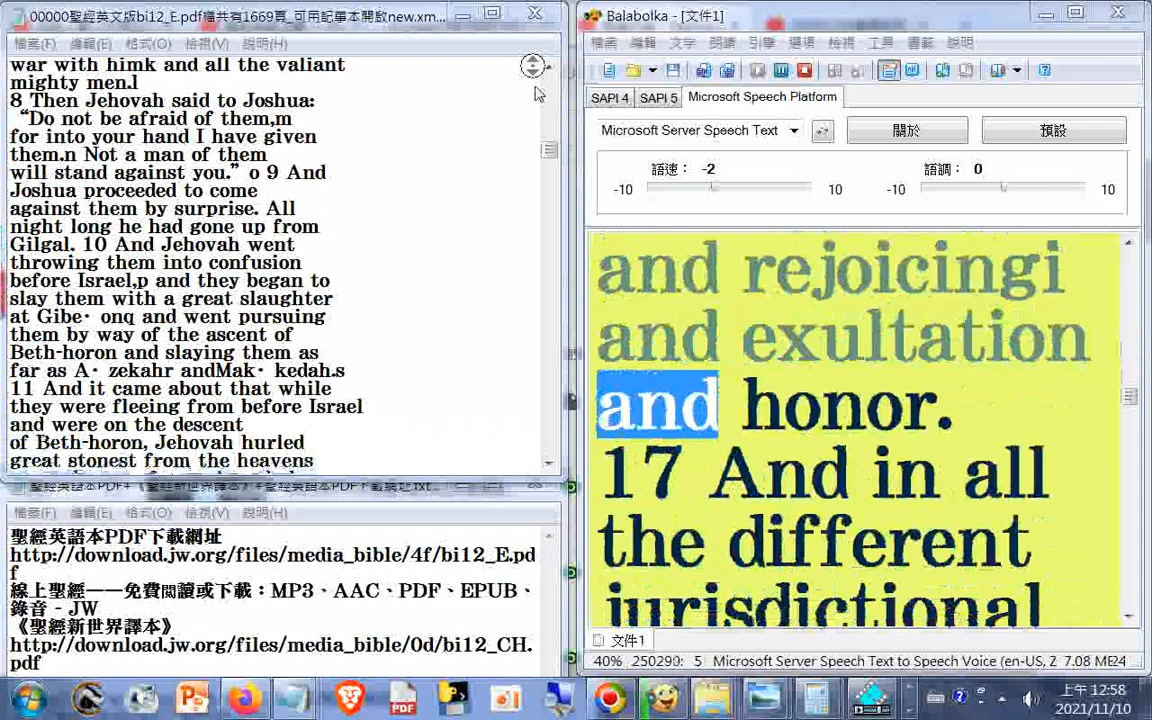 00000聖經英文版bi12_E.pdf檔共有1669頁_可用記事本開啟new.xm...
檔案(F) 編輯(E) 格式(O) 檢視(V) 說明(H)
war with himk and all the valiant
mighty men.l
8 Then Jehovah said to Joshua:
“Do not be afraid of them,m
for into your hand I have given
them.n Not a man of them
will stand against you.” o 9 And
Joshua proceeded to come
against them by surprise. All
night long he had gone up from
Gilgal. 10 And Jehovah went
throwing them into confusion
before Israel,p and they began to
slay them with a great slaughter
at Gibe· onq and went pursuing
them by way of the ascent of
Beth-horon and slaying them as
far as A· zekahr andMak· kedah.s
11 And it came about that while
they were fleeing from before Israel
and were on the descent
of Beth-horon, Jehovah hurled
great stonest from the heavens
檔案(F) 編輯(E) 格式(O) 檢視(V) 說明(H)
聖經英語本PDF下載網址
http://download.jw.org/files/media_bible/4f/bi12_E.pd
f
線上聖經——免費閱讀或下載：MP3、AAC、PDF、EPUB、
錄音 - JW
《聖經新世界譯本》
http://download.jw.org/files/media_bible/0d/bi12_CH.
pdf
Balabolka - [文件1]
檔案 編輯 文字 朗讀 引擎 選項 檢視 工具 書籤 說明
SAPI 4 SAPI 5 Microsoft Speech Platform
Microsoft Server Speech Text 關於 預設
語速： -2 語調： 0
-10 10 -10 10
and rejoicingi
and exultation
and honor.
17 And in all
the different
jurisdictional
文件1
40% 250290: 5 Microsoft Server Speech Text to Speech Voice (en-US, Z 7.08 ME24
上午 12:58
2021/11/10